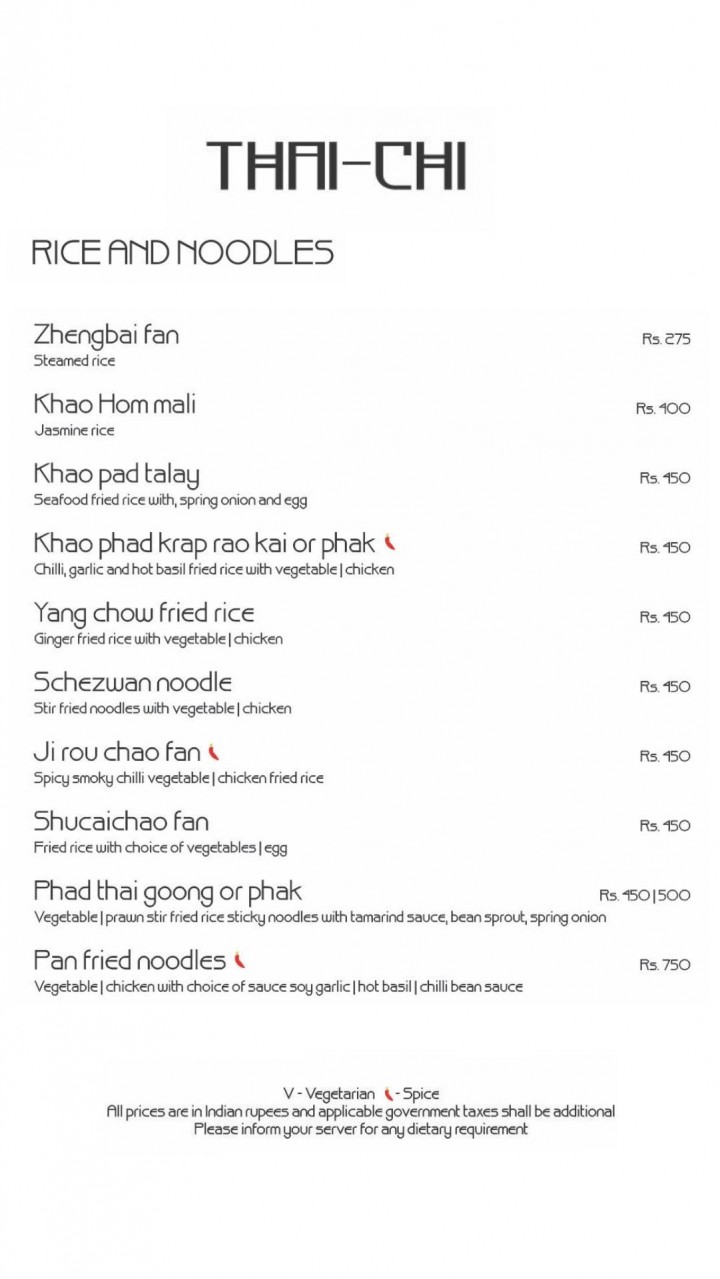 THAI-CHI
RICE AND NOODLES
Zhengbai fan Rs. 275
Steamed rice
Khao Hom mali Rs. 400
Jasmine rice
Khao pad talay Rs. 450
Seafood fried rice with, spring onion and egg
Khao phad krap rao kai or phak Rs. 450
Chilli, garlic and hot basil fried rice with vegetable | chicken
Yang chow fried rice Rs. 450
Ginger fried rice with vegetable | chicken
Schezwan noodle Rs. 450
Stir fried noodles with vegetable | chicken
Ji rou chao fan Rs. 450
Spicy smoky chilli vegetable | chicken fried rice
Shucaichao fan Rs. 450
Fried rice with choice of vegetables | egg
Phad thai goong or phak Rs. 450 | 500
Vegetable | prawn stir fried rice sticky noodles with tamarind sauce, bean sprout, spring onion
Pan fried noodles Rs. 750
Vegetable | chicken with choice of sauce soy garlic | hot basil | chilli bean sauce
V - Vegetarian - Spice
All prices are in Indian rupees and applicable government taxes shall be additional
Please inform your server for any dietary requirement